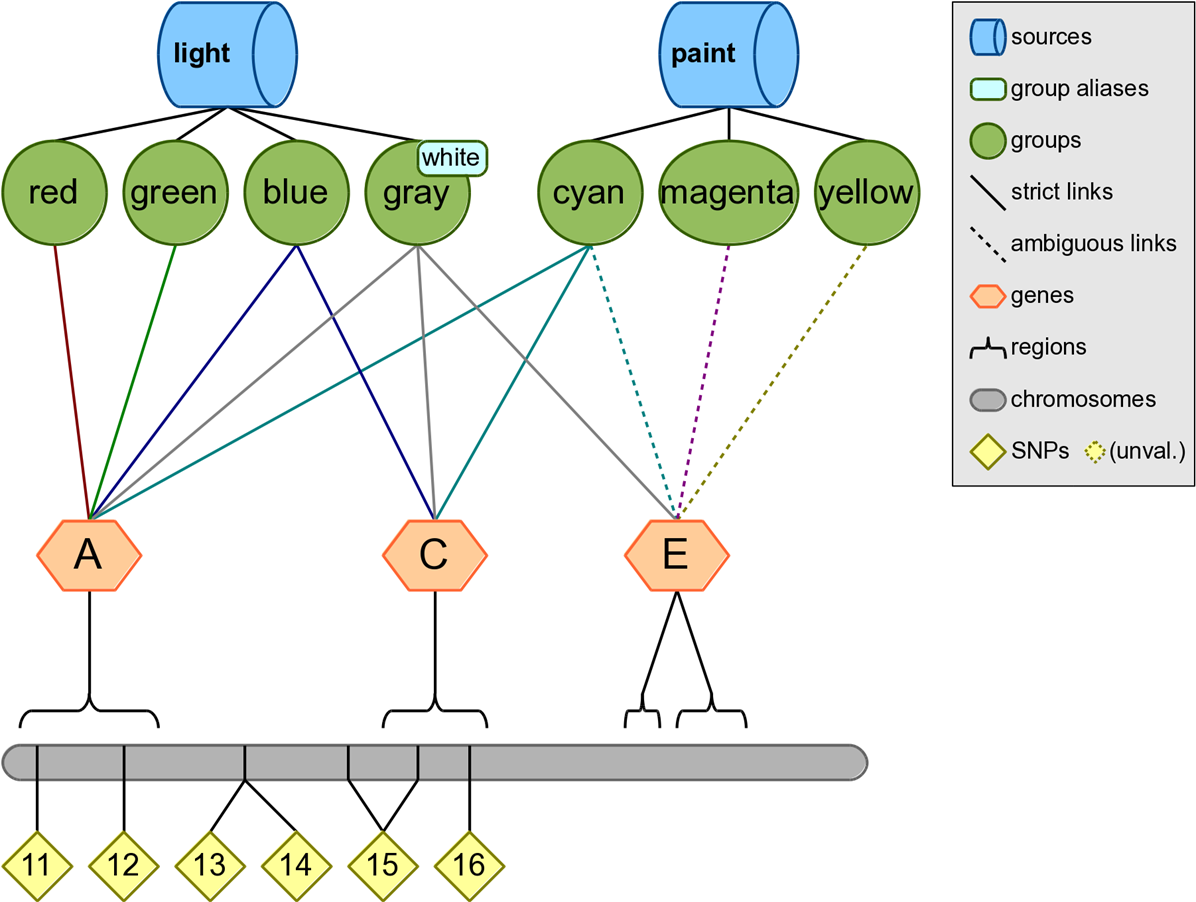 light
paint
white
red
green
blue
gray
cyan
magenta
yellow
A
C
E
11
12
13
14
15
16
sources
group aliases
groups
strict links
ambiguous links
genes
regions
chromosomes
SNPs (unval.)